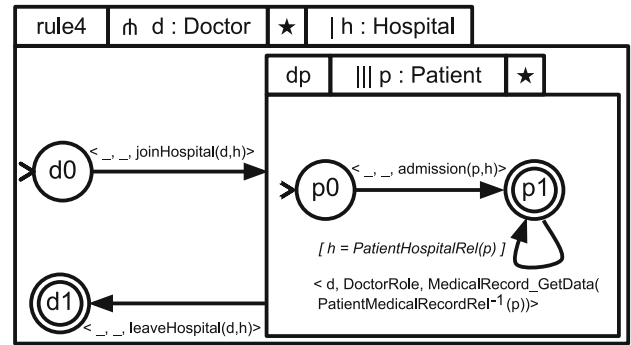 rule4 ⫛ d : Doctor ★ | h : Hospital
dp ||| p : Patient ★
< _, _, joinHospital(d,h)>
d0
< _, _, admission(p,h)>
p0
p1
[ h = PatientHospitalRel(p) ]
< d, DoctorRole, MedicalRecord_GetData(
PatientMedicalRecordRel-1(p))>
d1
< _, _, leaveHospital(d,h)>